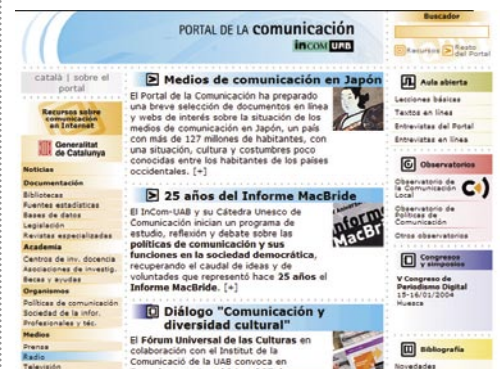 PORTAL DE LA comunicación
InCOM UAB
Buscador
Recursos Resto del Portal
català | sobre el portal
Recursos sobre comunicación en Internet
Generalitat de Catalunya
Noticias
Documentación
Bibliotecas
Fuentes estadísticas
Bases de datos
Legislación
Revistas especializadas
Academia
Centros de inv. docencia
Asociaciones de investig.
Becas y ayudas
Organismos
Políticas de comunicación
Sociedad de la infor.
Profesionales y téc.
Medios
Prensa
Radio
Televisión
Medios de comunicación en Japón
El Portal de la Comunicación ha preparado
una breve selección de documentos en línea
y webs de interés sobre la situación de los
medios de comunicación en Japón, un país
con más de 127 millones de habitantes, con
una situación, cultura y costumbres poco
conocidas entre los habitantes de los países
occidentales. [+]
25 años del Informe MacBride
El InCom-UAB y su Cátedra Unesco de
Comunicación inician un programa de
estudio, reflexión y debate sobre las
políticas de comunicación y sus
funciones en la sociedad democrática,
recuperando el caudal de ideas y de
voluntades que representó hace 25 años el
Informe MacBride. [+]
Inform
MacBr
Diálogo "Comunicación y
diversidad cultural"
El Fórum Universal de las Culturas en
colaboración con el Institut de la
Comunicació de la UAB convoca en
Aula abierta
Lecciones básicas
Textos en línea
Entrevistas del Portal
Entrevistas en línea
Observatorios
Observatorio de
la Comunicación
Local
Observatorio de
Políticas de
Comunicación
Otros observatorios
Congresos
y simposios
V Congreso de
Periodismo Digital
15-16/01/2004
Huesca
Bibliografía
Novedades